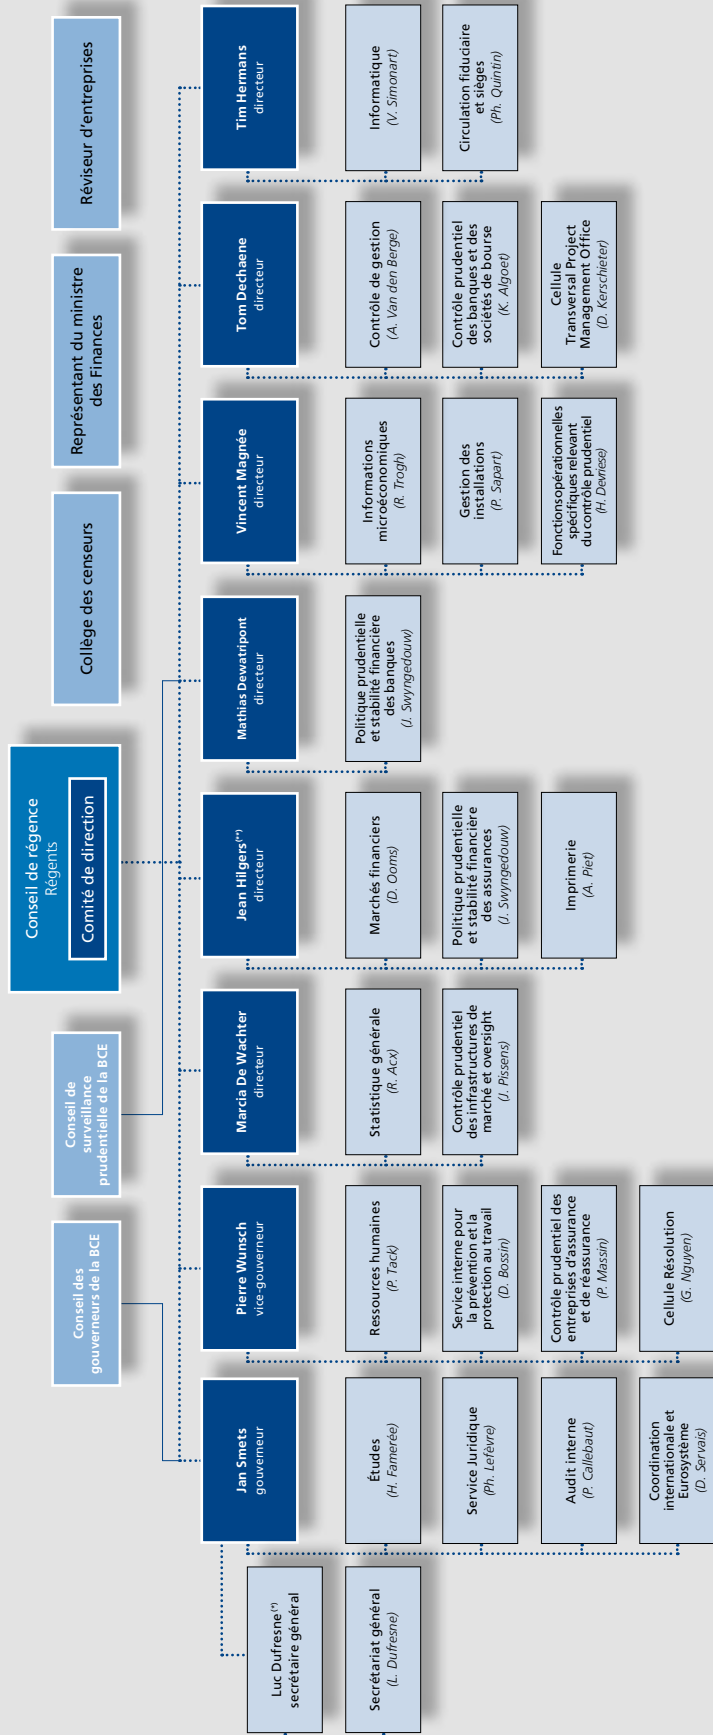 Conseil de régence
Régents
Comité de direction
Conseil des
gouverneurs de la BCE
Conseil de
surveillance
prudentielle de la BCE
Collège des censeurs
Représentant du ministre
des Finances
Réviseur d'entreprises
Luc Dufresne(*)
secrétaire général
Secrétariat général
(L. Dufresne)
Jan Smets
gouverneur
Études
(H. Famerée)
Service Juridique
(Ph. Lefèvre)
Audit interne
(P. Callebaut)
Coordination
internationale et
Eurosystème
(D. Servais)
Pierre Wunsch
vice-gouverneur
Ressources humaines
(P. Tack)
Service interne pour
la prévention et la
protection au travail
(D. Bossin)
Contrôle prudentiel des
entreprises d'assurance
et de réassurance
(P. Massin)
Cellule Résolution
(G. Nguyen)
Marcia De Wachter
directeur
Statistique générale
(R. Acx)
Contrôle prudentiel
des infrastructures de
marché et oversight
(J. Pissens)
Jean Hilgers(**)
directeur
Marchés financiers
(D. Ooms)
Politique prudentielle
et stabilité financière
des assurances
(J. Swyngedouw)
Imprimerie
(A. Piet)
Mathias Dewatripont
directeur
Politique prudentielle
et stabilité financière
des banques
(J. Swyngedouw)
Vincent Magnée
directeur
Informations
microéconomiques
(R. Trogh)
Gestion des
installations
(P. Sapart)
Fonctionsopérationnelles
spécifiques relevant
du contrôle prudentiel
(H. Devriese)
Tom Dechaene
directeur
Contrôle de gestion
(A. Van den Berge)
Contrôle prudentiel
des banques et des
sociétés de bourse
(K. Algoet)
Cellule
Transversal Project
Management Office
(D. Kerschieter)
Tim Hermans
directeur
Informatique
(V. Simonart)
Circulation fiduciaire
et sièges
(Ph. Quintin)